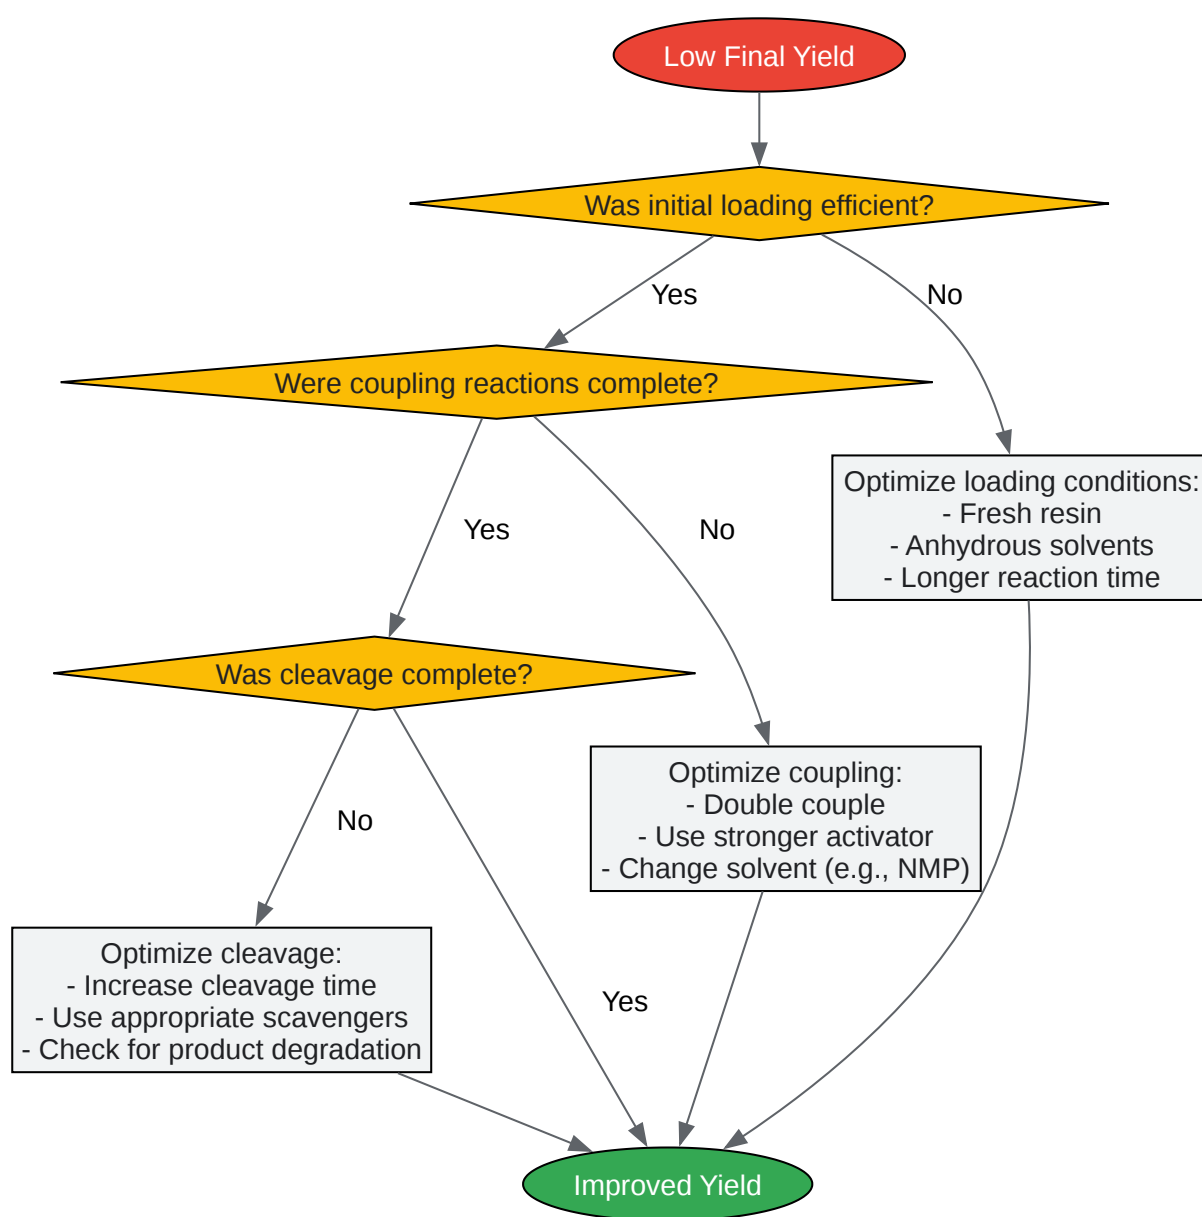 Low Final Yield
Was initial loading efficient?
Yes
No
Were coupling reactions complete?
Optimize loading conditions:
- Fresh resin
- Anhydrous solvents
- Longer reaction time
Yes
No
Was cleavage complete?
Optimize coupling:
- Double couple
- Use stronger activator
- Change solvent (e.g., NMP)
No
Optimize cleavage:
- Increase cleavage time
- Use appropriate scavengers
- Check for product degradation
Yes
Improved Yield